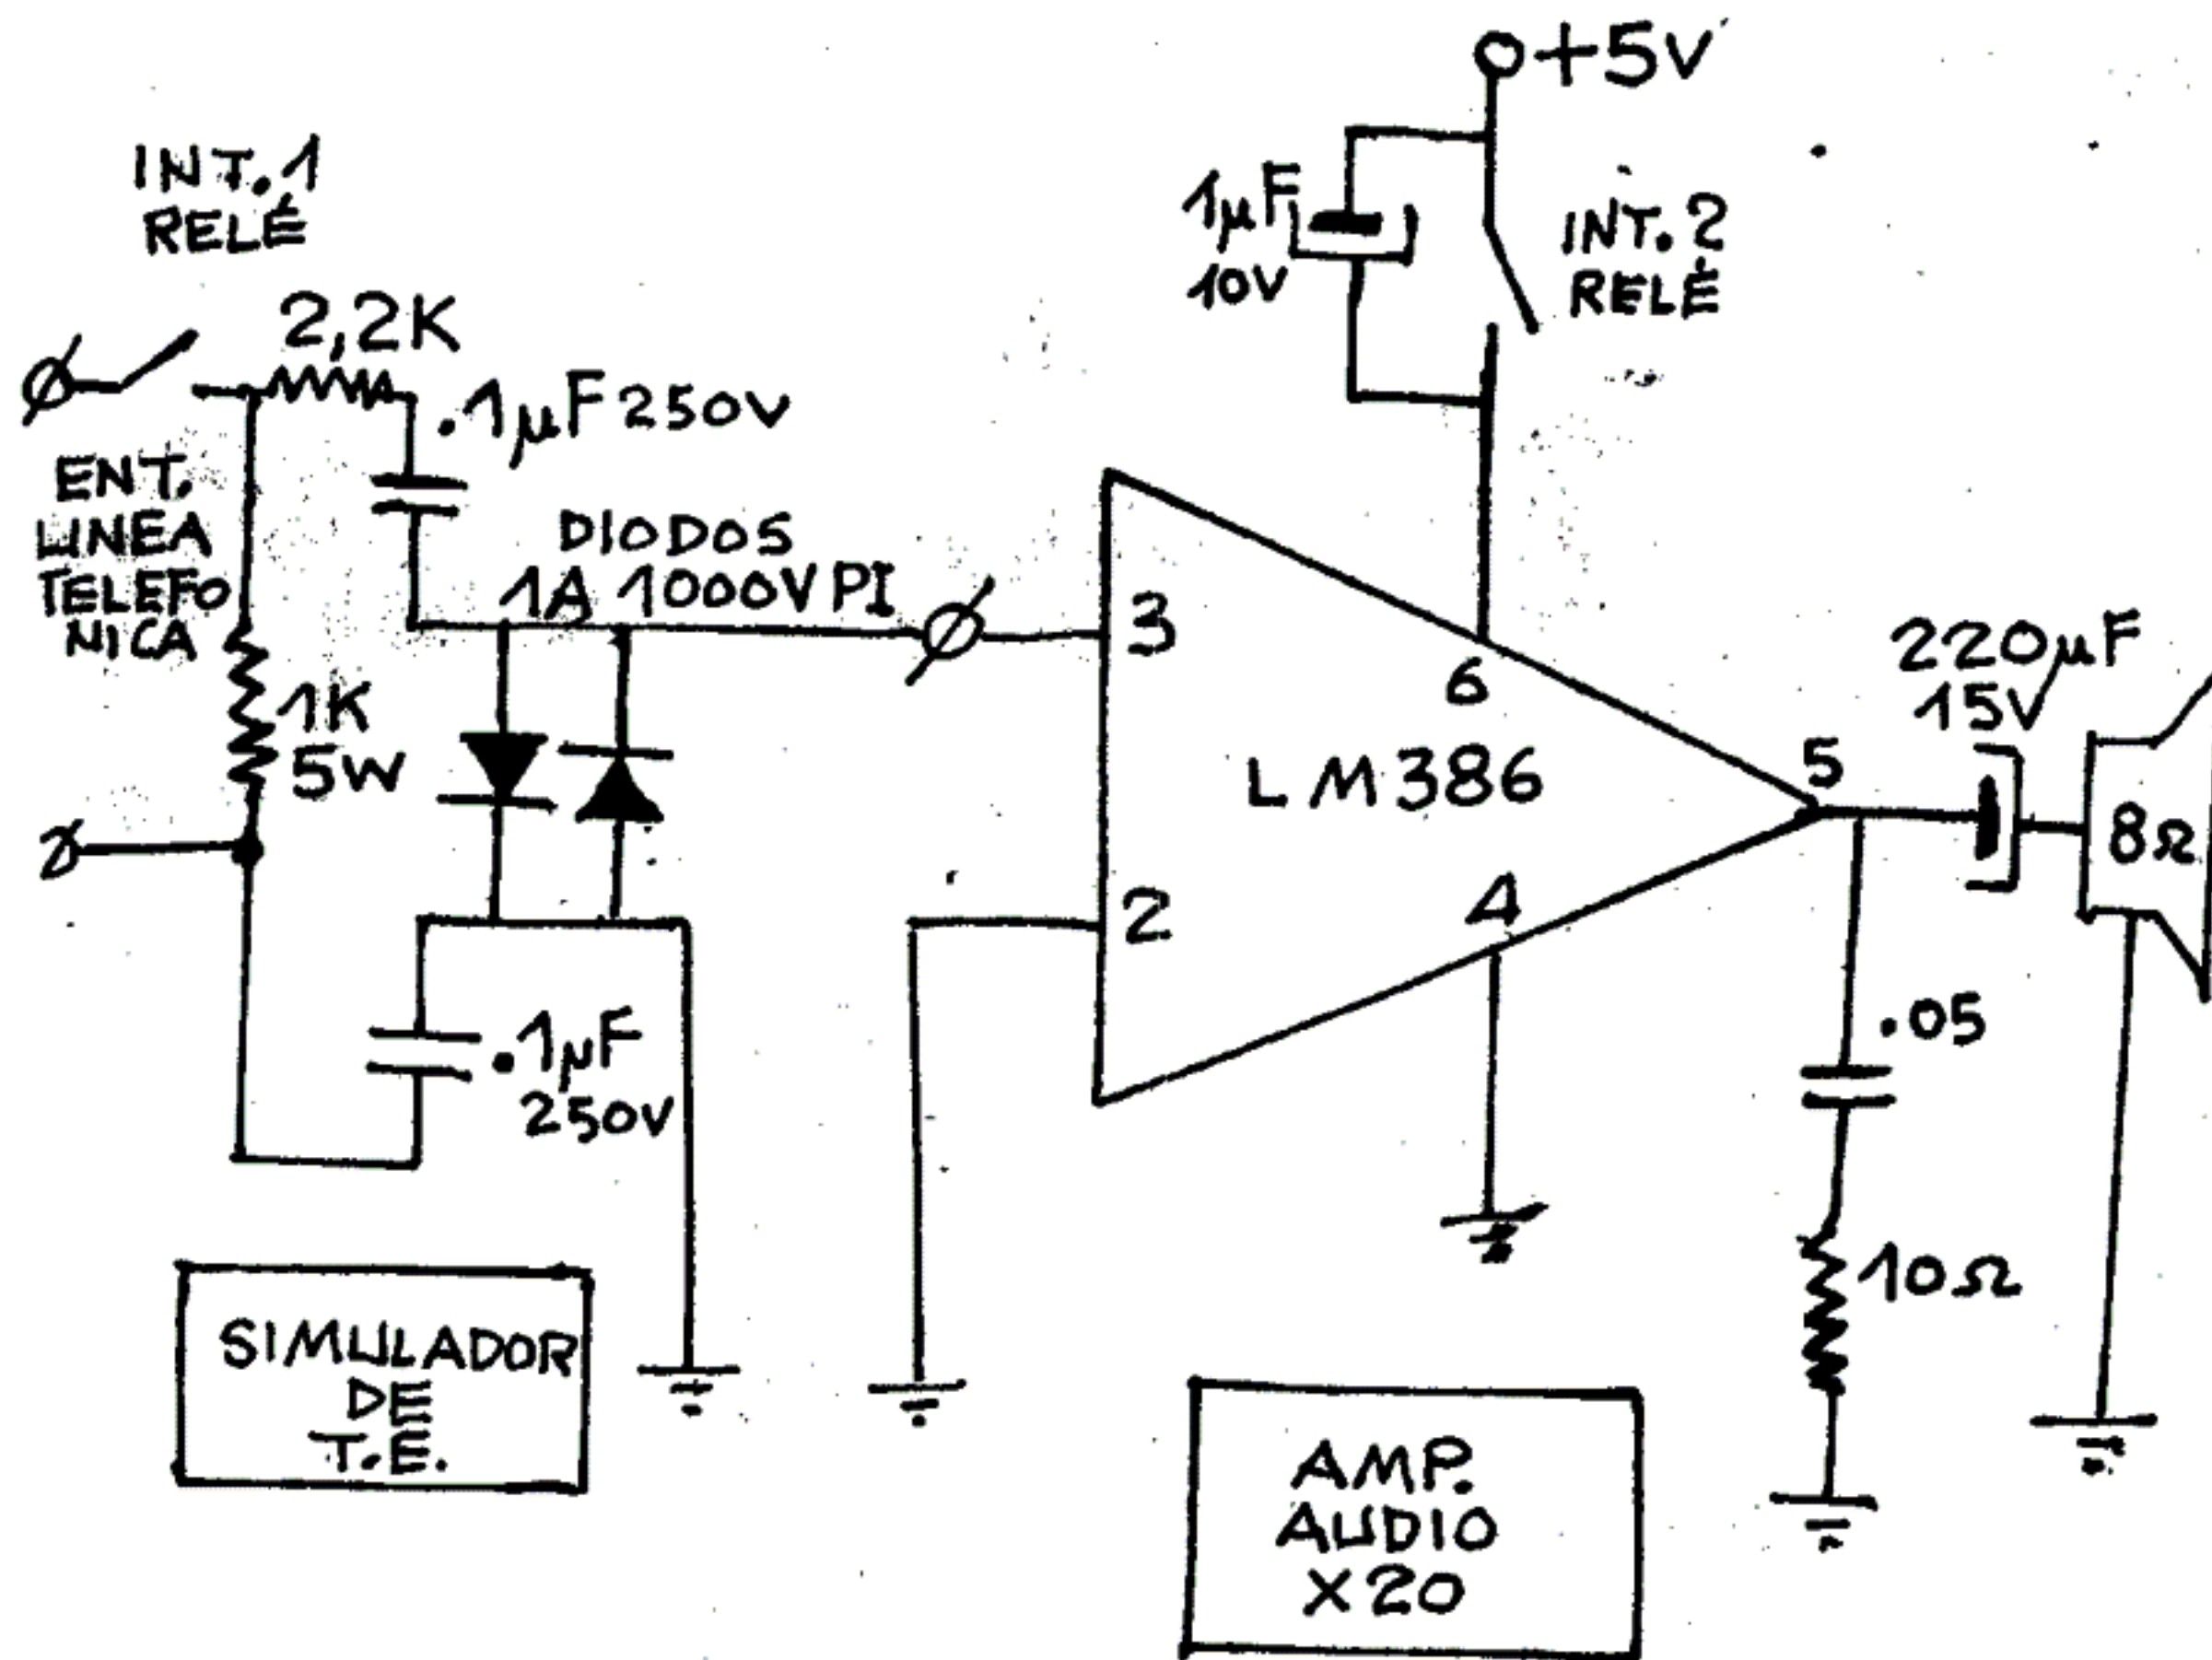 +5V
INT.1
RELÉ
1µF
10V
INT.2
RELÉ
2,2K
.1µF 250V
ENT.
LINEA
TELEFO
NICA
DIODOS
1A 1000V PI
3
6
220µF
15V
1K
5W
LM386
5
8Ω
2
4
.05
.1µF
250V
10Ω
SIMULADOR
DE
T.E.
AMP.
AUDIO
X20